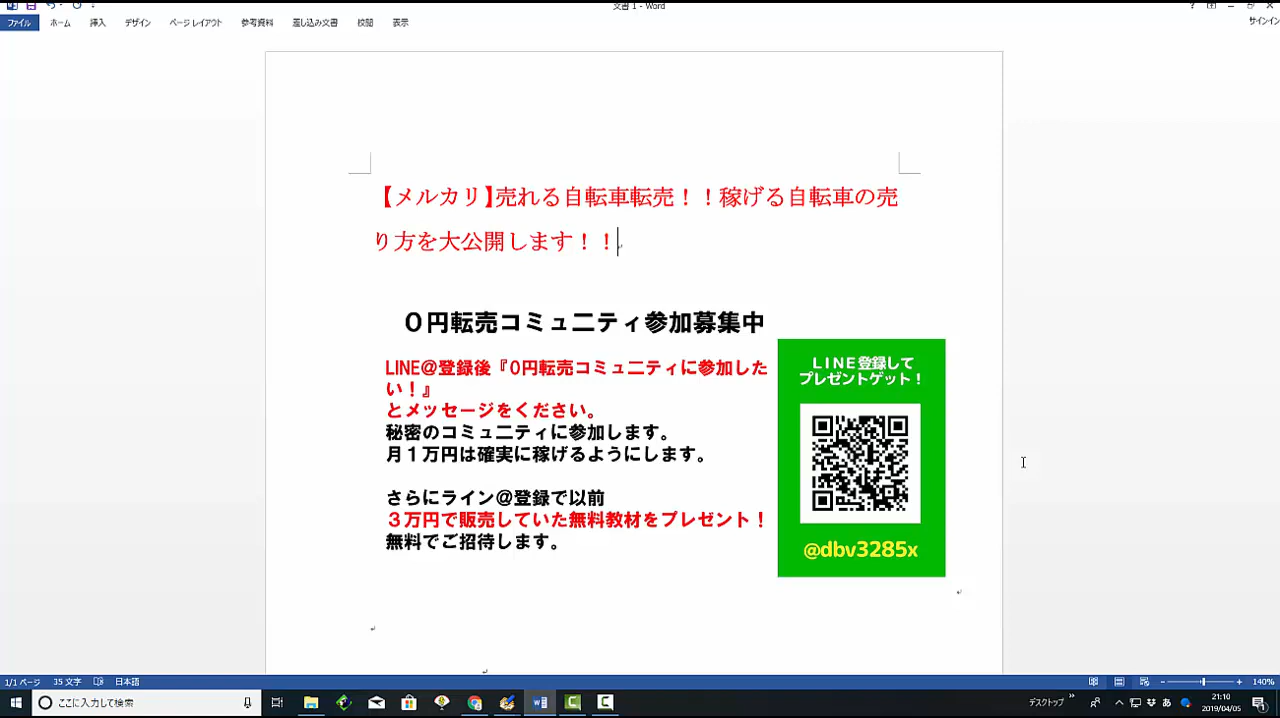 文書 1 - Word
サインイン
ファイル ホーム 挿入 デザイン ページ レイアウト 参考資料 差し込み文書 校閲 表示
【メルカリ】売れる自転車転売！！稼げる自転車の売
り方を大公開します！！
０円転売コミュニティ参加募集中
LINE@登録後『0円転売コミュニティに参加した
い！』
とメッセージをください。
秘密のコミュニティに参加します。
月１万円は確実に稼げるようにします。
さらにライン@登録で以前
３万円で販売していた無料教材をプレゼント！
無料でご招待します。
ＬＩＮＥ登録して
プレゼントゲット！
@dbv3285x
1/1 ページ 35 文字 日本語
140%
ここに入力して検索
デスクトップ
あ
21:10
2019/04/05